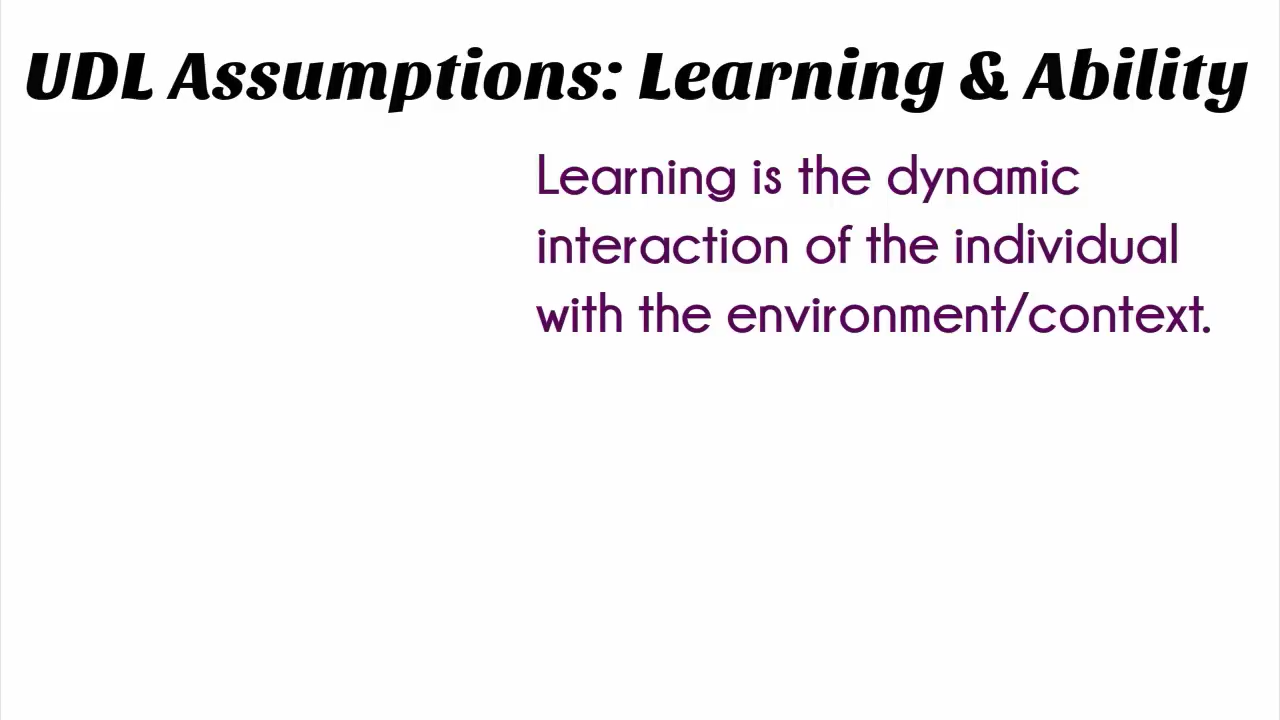 UDL Assumptions: Learning & Ability
Learning is the dynamic
interaction of the individual
with the environment/context.